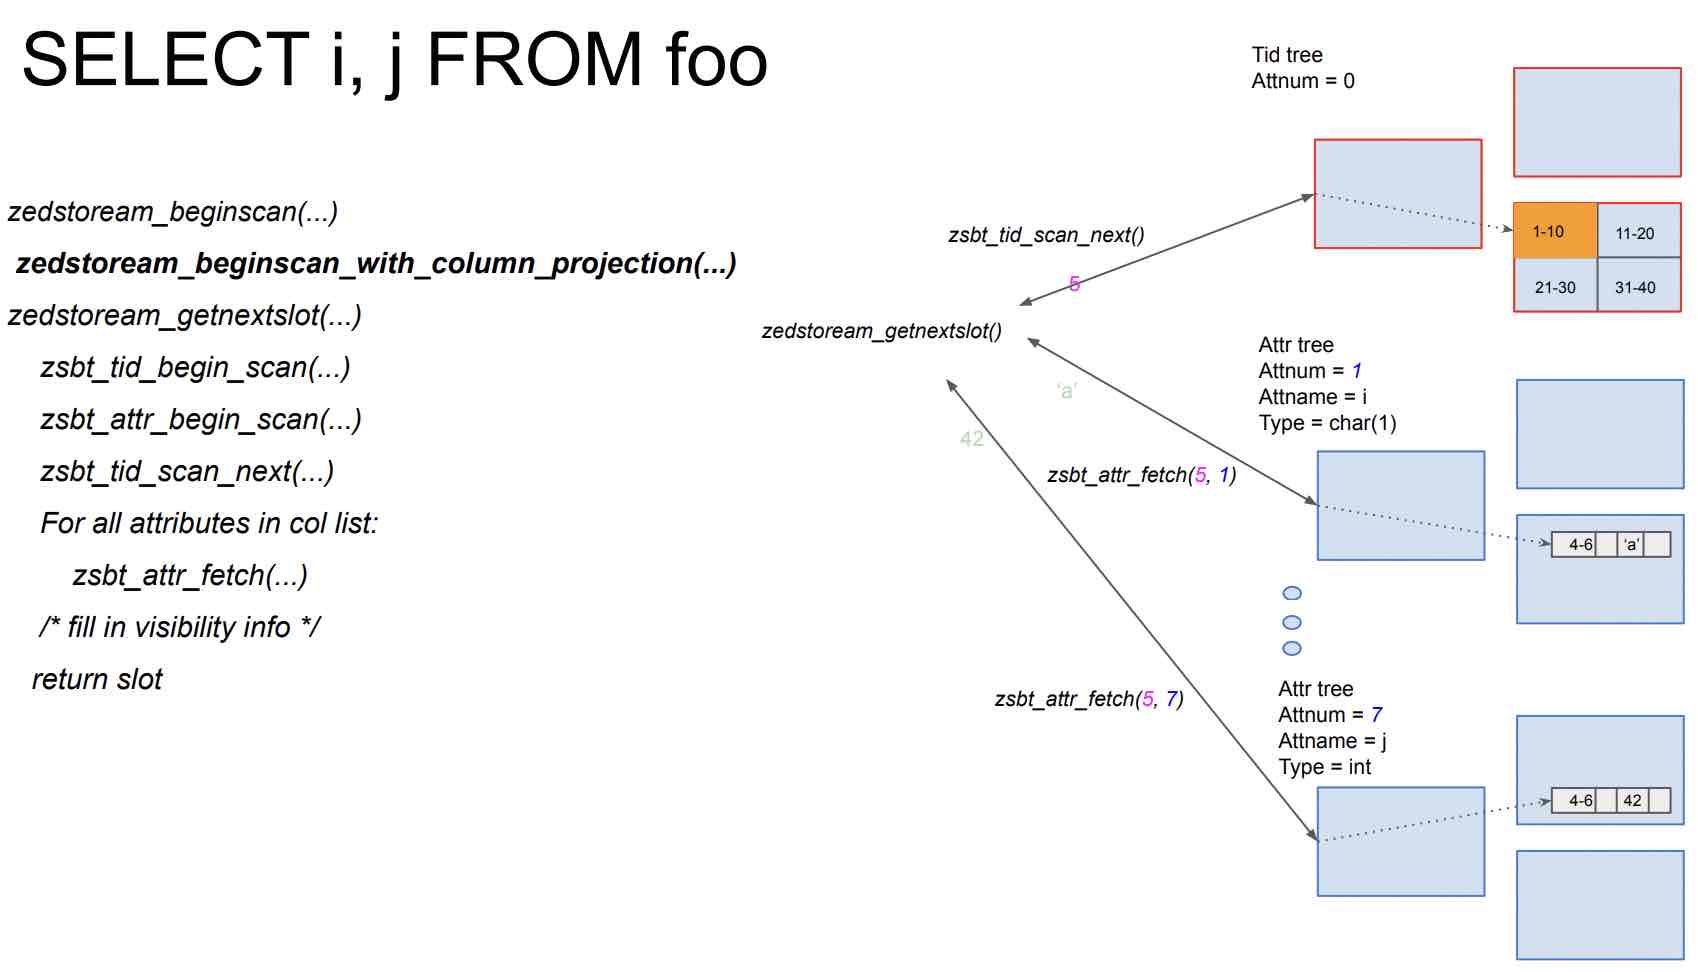 SELECT i, j FROM foo
zedstoream_beginscan(...)
zedstoream_beginscan_with_column_projection(...)
zedstoream_getnextslot(...)
zsbt_tid_begin_scan(...)
zsbt_attr_begin_scan(...)
zsbt_tid_scan_next(...)
For all attributes in col list:
zsbt_attr_fetch(...)
/* fill in visibility info */
return slot
Tid tree
Attnum = 0
1-10
11-20
21-30
31-40
zsbt_tid_scan_next()
5
zedstoream_getnextslot()
'a'
42
Attr tree
Attnum = 1
Attname = i
Type = char(1)
zsbt_attr_fetch(5, 1)
4-6
'a'
zsbt_attr_fetch(5, 7)
Attr tree
Attnum = 7
Attname = j
Type = int
4-6
42